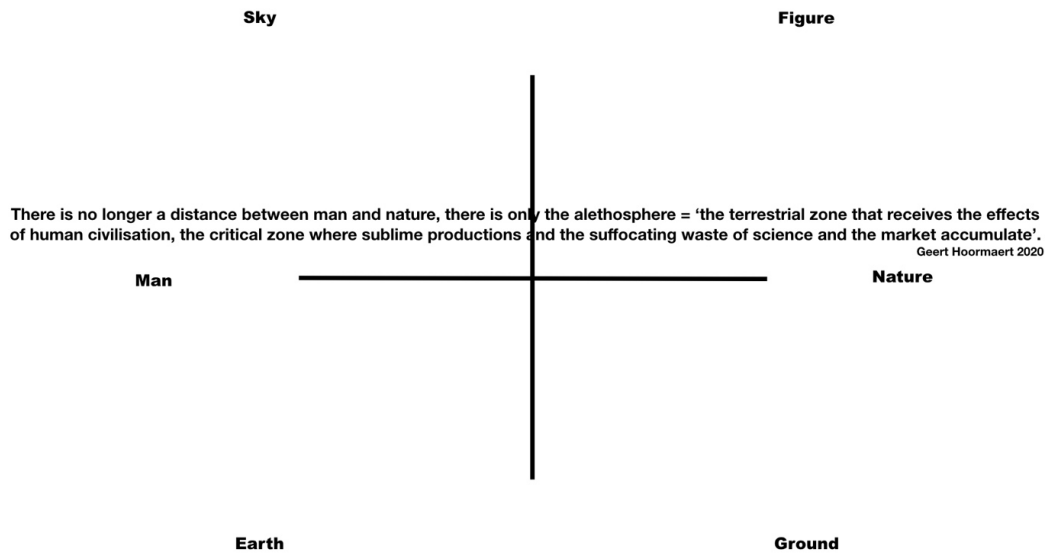 Sky
Figure
There is no longer a distance between man and nature, there is only the alethosphere = ‘the terrestrial zone that receives the effects
of human civilisation, the critical zone where sublime productions and the suffocating waste of science and the market accumulate’.
Geert Hoormaert 2020
Man
Nature
Earth
Ground